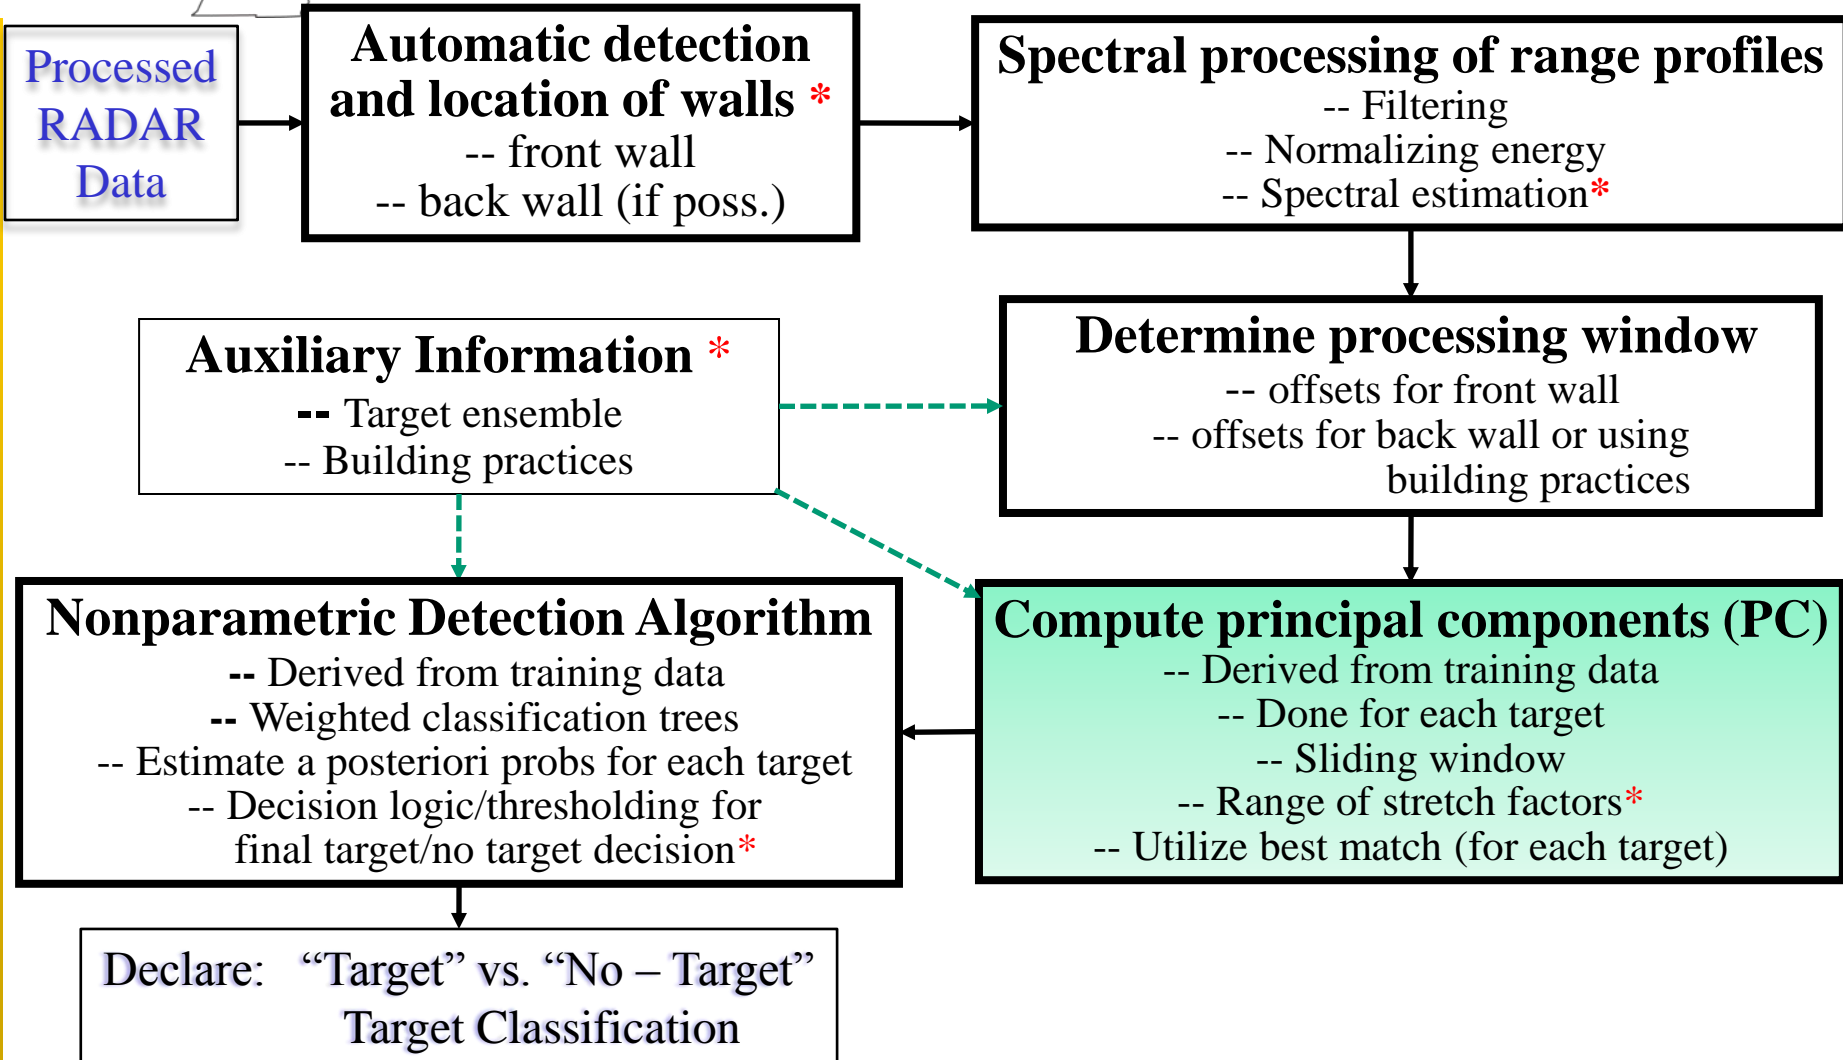 Processed
RADAR
Data
Automatic detection
and location of walls *
-- front wall
-- back wall (if poss.)
Spectral processing of range profiles
-- Filtering
-- Normalizing energy
-- Spectral estimation*
Auxiliary Information *
-- Target ensemble
-- Building practices
Determine processing window
-- offsets for front wall
-- offsets for back wall or using
building practices
Nonparametric Detection Algorithm
-- Derived from training data
-- Weighted classification trees
-- Estimate a posteriori probs for each target
-- Decision logic/thresholding for
final target/no target decision*
Compute principal components (PC)
-- Derived from training data
-- Done for each target
-- Sliding window
-- Range of stretch factors*
-- Utilize best match (for each target)
Declare: “Target” vs. “No – Target”
Target Classification